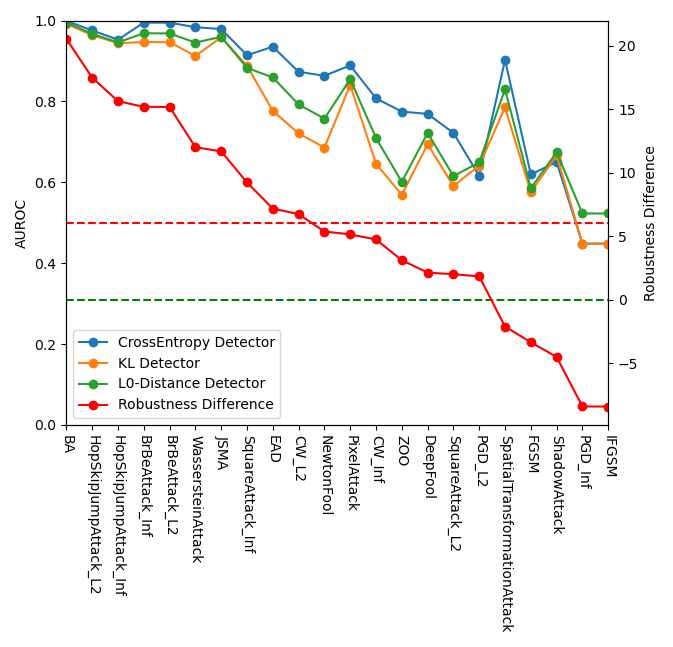 1.0
0.8
0.6
0.4
0.2
0.0
AUROC
20
15
10
5
0
−5
Robustness Difference
CrossEntropy Detector
KL Detector
L0-Distance Detector
Robustness Difference
BA
HopSkipJumpAttack_L2
HopSkipJumpAttack_Inf
BrBeAttack_Inf
BrBeAttack_L2
WassersteinAttack
JSMA
SquareAttack_Inf
EAD
CW_L2
NewtonFool
PixelAttack
CW_Inf
ZOO
DeepFool
SquareAttack_L2
PGD_L2
SpatialTransformationAttack
FGSM
ShadowAttack
PGD_Inf
IFGSM